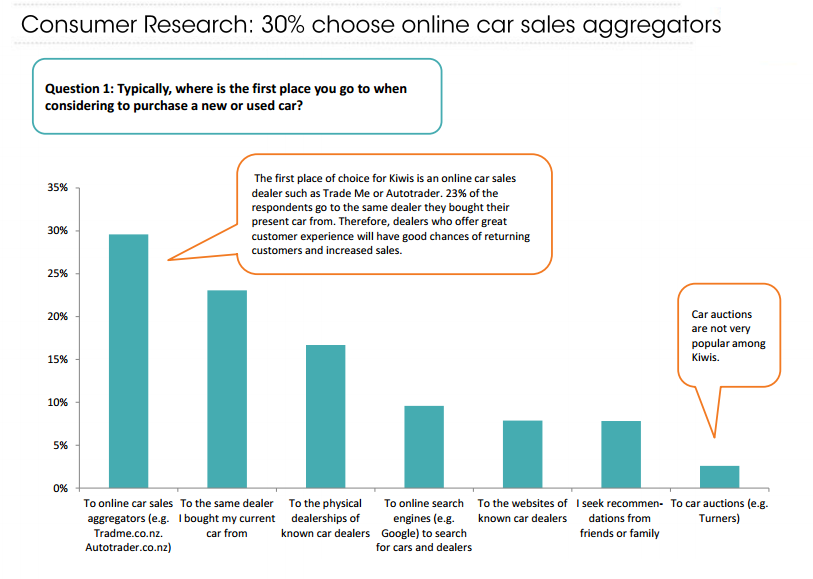 Consumer Research: 30% choose online car sales aggregators
Question 1: Typically, where is the first place you go to when
considering to purchase a new or used car?
The first place of choice for Kiwis is an online car sales
dealer such as Trade Me or Autotrader. 23% of the
respondents go to the same dealer they bought their
present car from. Therefore, dealers who offer great
customer experience will have good chances of returning
customers and increased sales.
Car auctions
are not very
popular among
Kiwis.
35%
30%
25%
20%
15%
10%
5%
0%
To online car sales
aggregators (e.g.
Tradme.co.nz.
Autotrader.co.nz)
To the same dealer
I bought my current
car from
To the physical
dealerships of
known car dealers
To online search
engines (e.g.
Google) to search
for cars and dealers
To the websites of
known car dealers
I seek recommen-
dations from
friends or family
To car auctions (e.g.
Turners)